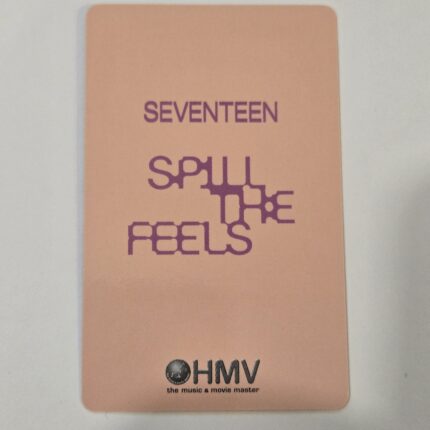 SEVENTEEN
SPILL
THE
FEELS
HMV
the music & movie master